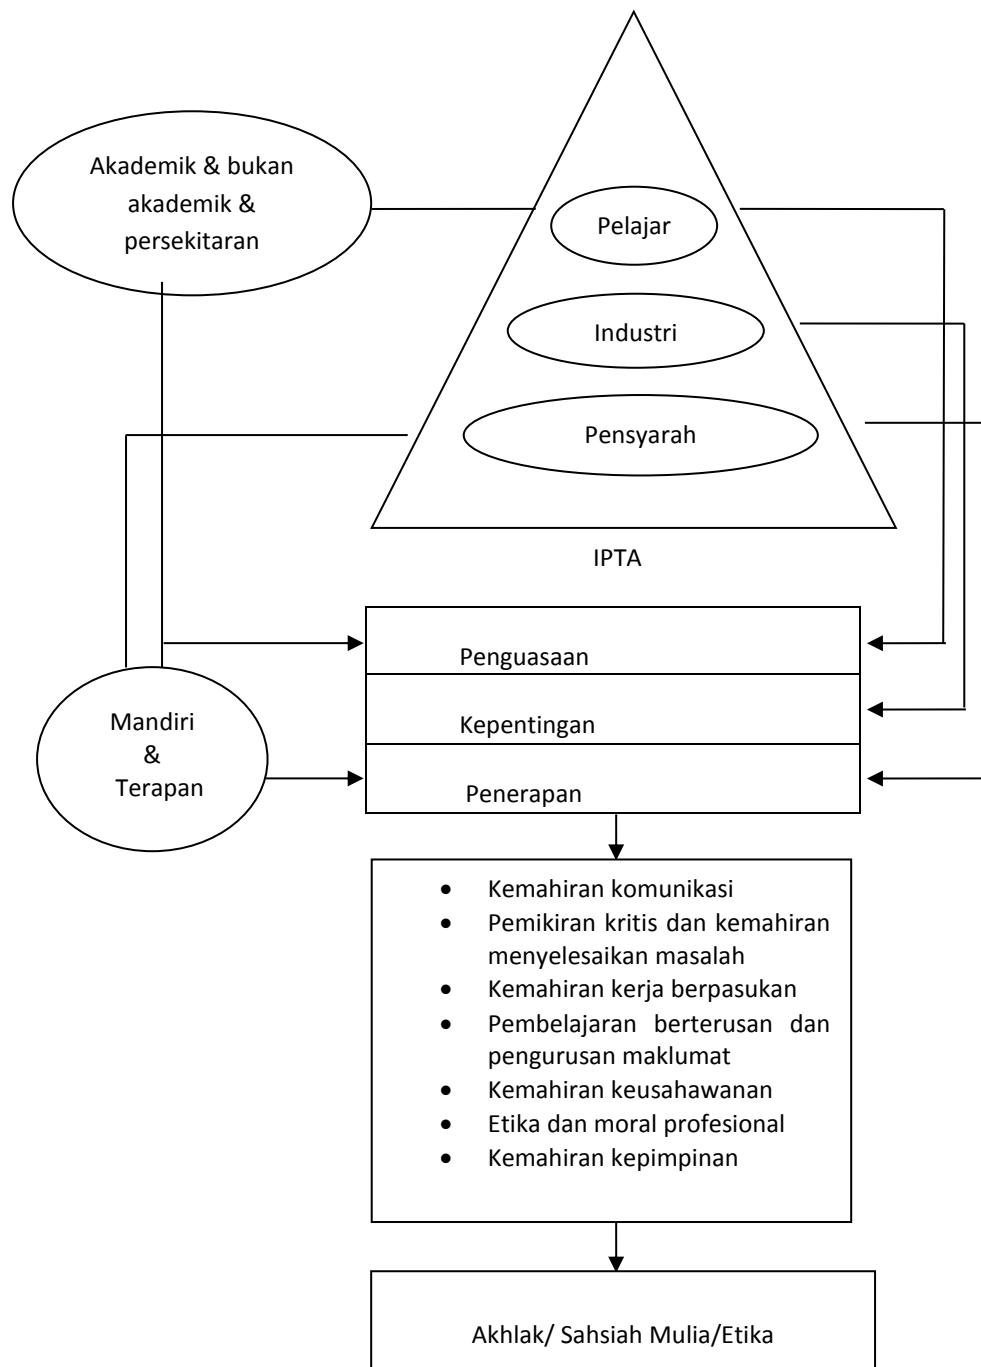 Akademik & bukan
akademik &
persekitaran
Pelajar
Industri
Pensyarah
IPTA
Penguasaan
Kepentingan
Penerapan
Mandiri
&
Terapan
• Kemahiran komunikasi
• Pemikiran kritis dan kemahiran
menyelesaikan masalah
• Kemahiran kerja berpasukan
• Pembelajaran berterusan dan
pengurusan maklumat
• Kemahiran keusahawanan
• Etika dan moral profesional
• Kemahiran kepimpinan
Akhlak/ Sahsiah Mulia/Etika